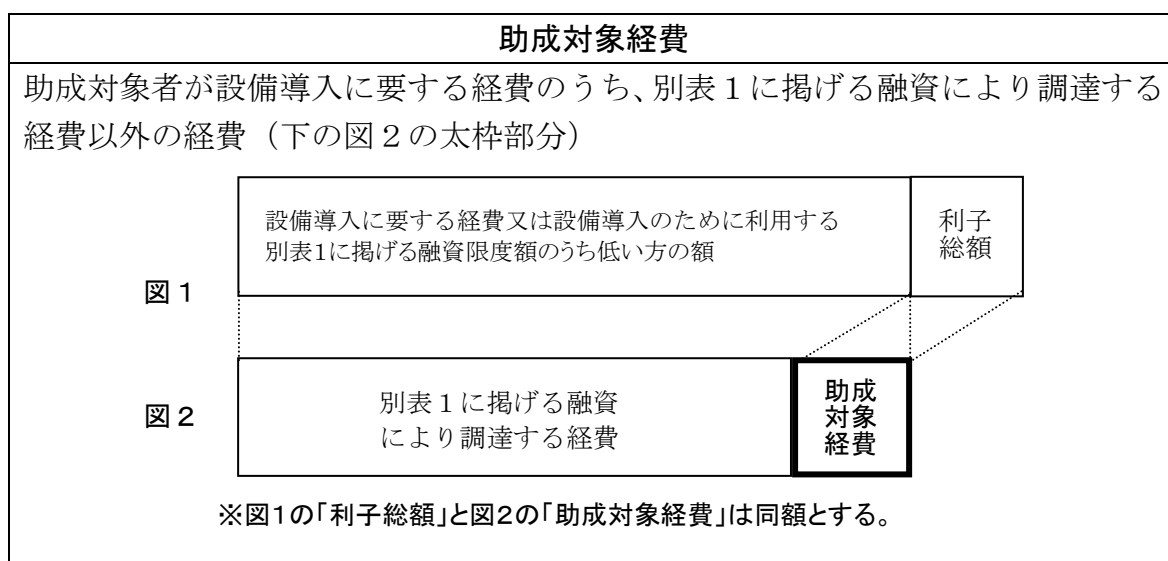 助成対象経費
助成対象者が設備導入に要する経費のうち、別表１に掲げる融資により調達する
経費以外の経費（下の図２の太枠部分）
設備導入に要する経費又は設備導入のために利用する
別表1に掲げる融資限度額のうち低い方の額
利子
総額
図１
別表１に掲げる融資
により調達する経費
助成
対象
経費
図２
※図1の「利子総額」と図2の「助成対象経費」は同額とする。